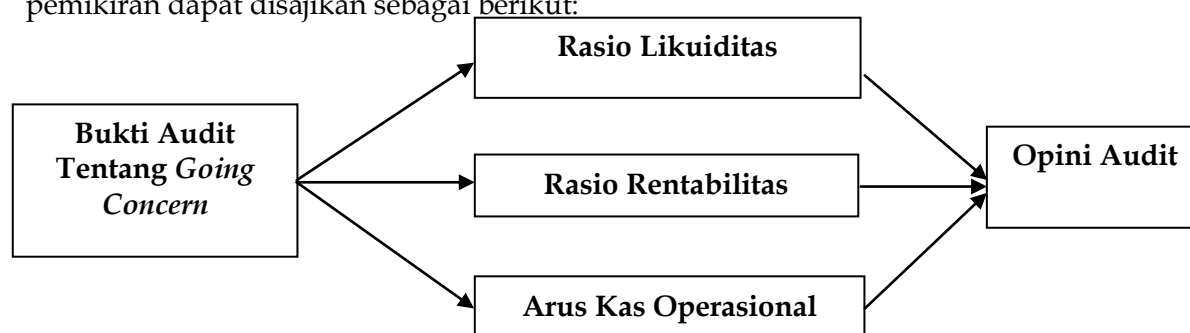 pemikiran dapat disajikan sebagai berikut:
Rasio Likuiditas
Bukti Audit
Tentang Going
Concern
Rasio Rentabilitas
Opini Audit
Arus Kas Operasional